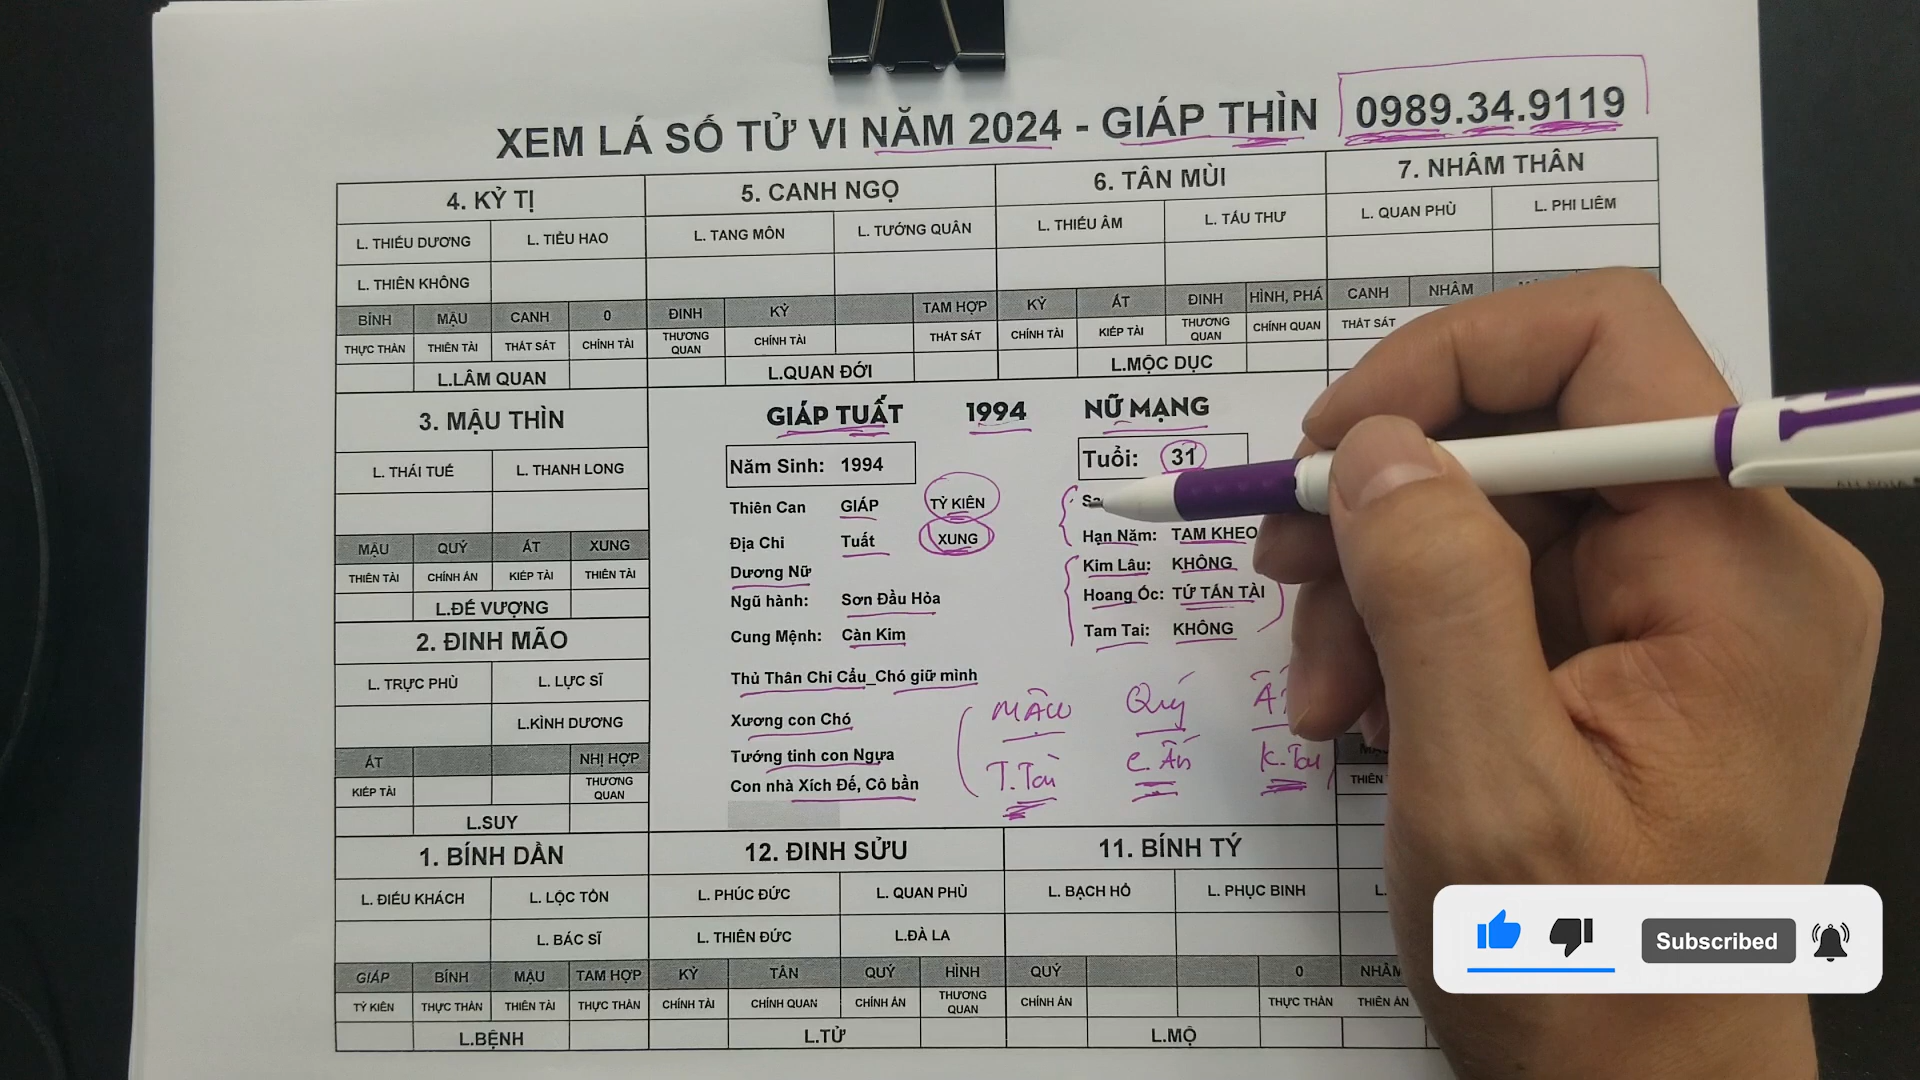 XEM LÁ SỐ TỬ VI NĂM 2024 - GIÁP THÌN 0989.34.9119
4. KỶ TỊ
5. CANH NGỌ
6. TÂN MÙI
7. NHÂM THÂN
L. THIẾU DƯƠNG L. TIỂU HAO
L. TANG MÔN L. TƯỚNG QUÂN
L. THIẾU ÂM L. TẤU THƯ
L. QUAN PHÙ L. PHI LIÊM
L. THIÊN KHÔNG
BÍNH MẬU CANH 0
ĐINH KỶ TAM HỢP
KỶ ÁT ĐINH HÌNH, PHÁ
CANH NHÂM
THỰC THẦN THIÊN TÀI THẤT SÁT CHÍNH TÀI
THƯƠNG QUAN CHÍNH TÀI THẤT SÁT
CHÍNH TÀI KIẾP TÀI THƯƠNG QUAN CHÍNH QUAN
THẤT SÁT
L.LÂM QUAN
L.QUAN ĐỚI
L.MỘC DỤC
3. MẬU THÌN
L. THÁI TUẾ L. THANH LONG
MẬU QUÝ ÁT XUNG
THIÊN TÀI CHÍNH ẤN KIẾP TÀI THIÊN TÀI
L.ĐẾ VƯỢNG
2. ĐINH MÃO
L. TRỰC PHÙ L. LỰC SĨ
L.KÌNH DƯƠNG
ÁT NHỊ HỢP
KIẾP TÀI THƯƠNG QUAN
L.SUY
GIÁP TUẤT 1994 NỮ MẠNG
Năm Sinh: 1994
Tuổi: 31
Thiên Can GIÁP TỶ KIÊN
Địa Chi Tuất XUNG
Hạn Năm: TAM KHEO
Dương Nữ
Kim Lâu: KHÔNG
Ngũ hành: Sơn Đầu Hỏa
Hoang Ốc: TỨ TẤN TÀI
Cung Mệnh: Càn Kim
Tam Tai: KHÔNG
Thủ Thân Chi Cẩu_Chó giữ mình
Xương con Chó
Tướng tinh con Ngựa
Con nhà Xích Đế, Cô bần
MẬU Quý
T.Tài C.Ấn K.Tài
THIÊN
1. BÍNH DẦN
12. ĐINH SỬU
11. BÍNH TÝ
L. ĐIẾU KHÁCH L. LỘC TỒN
L. PHÚC ĐỨC L. QUAN PHÙ
L. BẠCH HỔ L. PHỤC BINH
L. BÁC SĨ
L. THIÊN ĐỨC L.ĐÀ LA
GIÁP BÍNH MẬU TAM HỢP
KỶ TÂN QUÝ HÌNH
QUÝ 0 NHÂM
TỶ KIÊN THỰC THẦN THIÊN TÀI THỰC THẦN
CHÍNH TÀI CHÍNH QUAN CHÍNH ẤN THƯƠNG QUAN
CHÍNH ẤN THỰC THẦN THIÊN ẤN
L.BỆNH
L.TỬ
L.MỘ
Subscribed